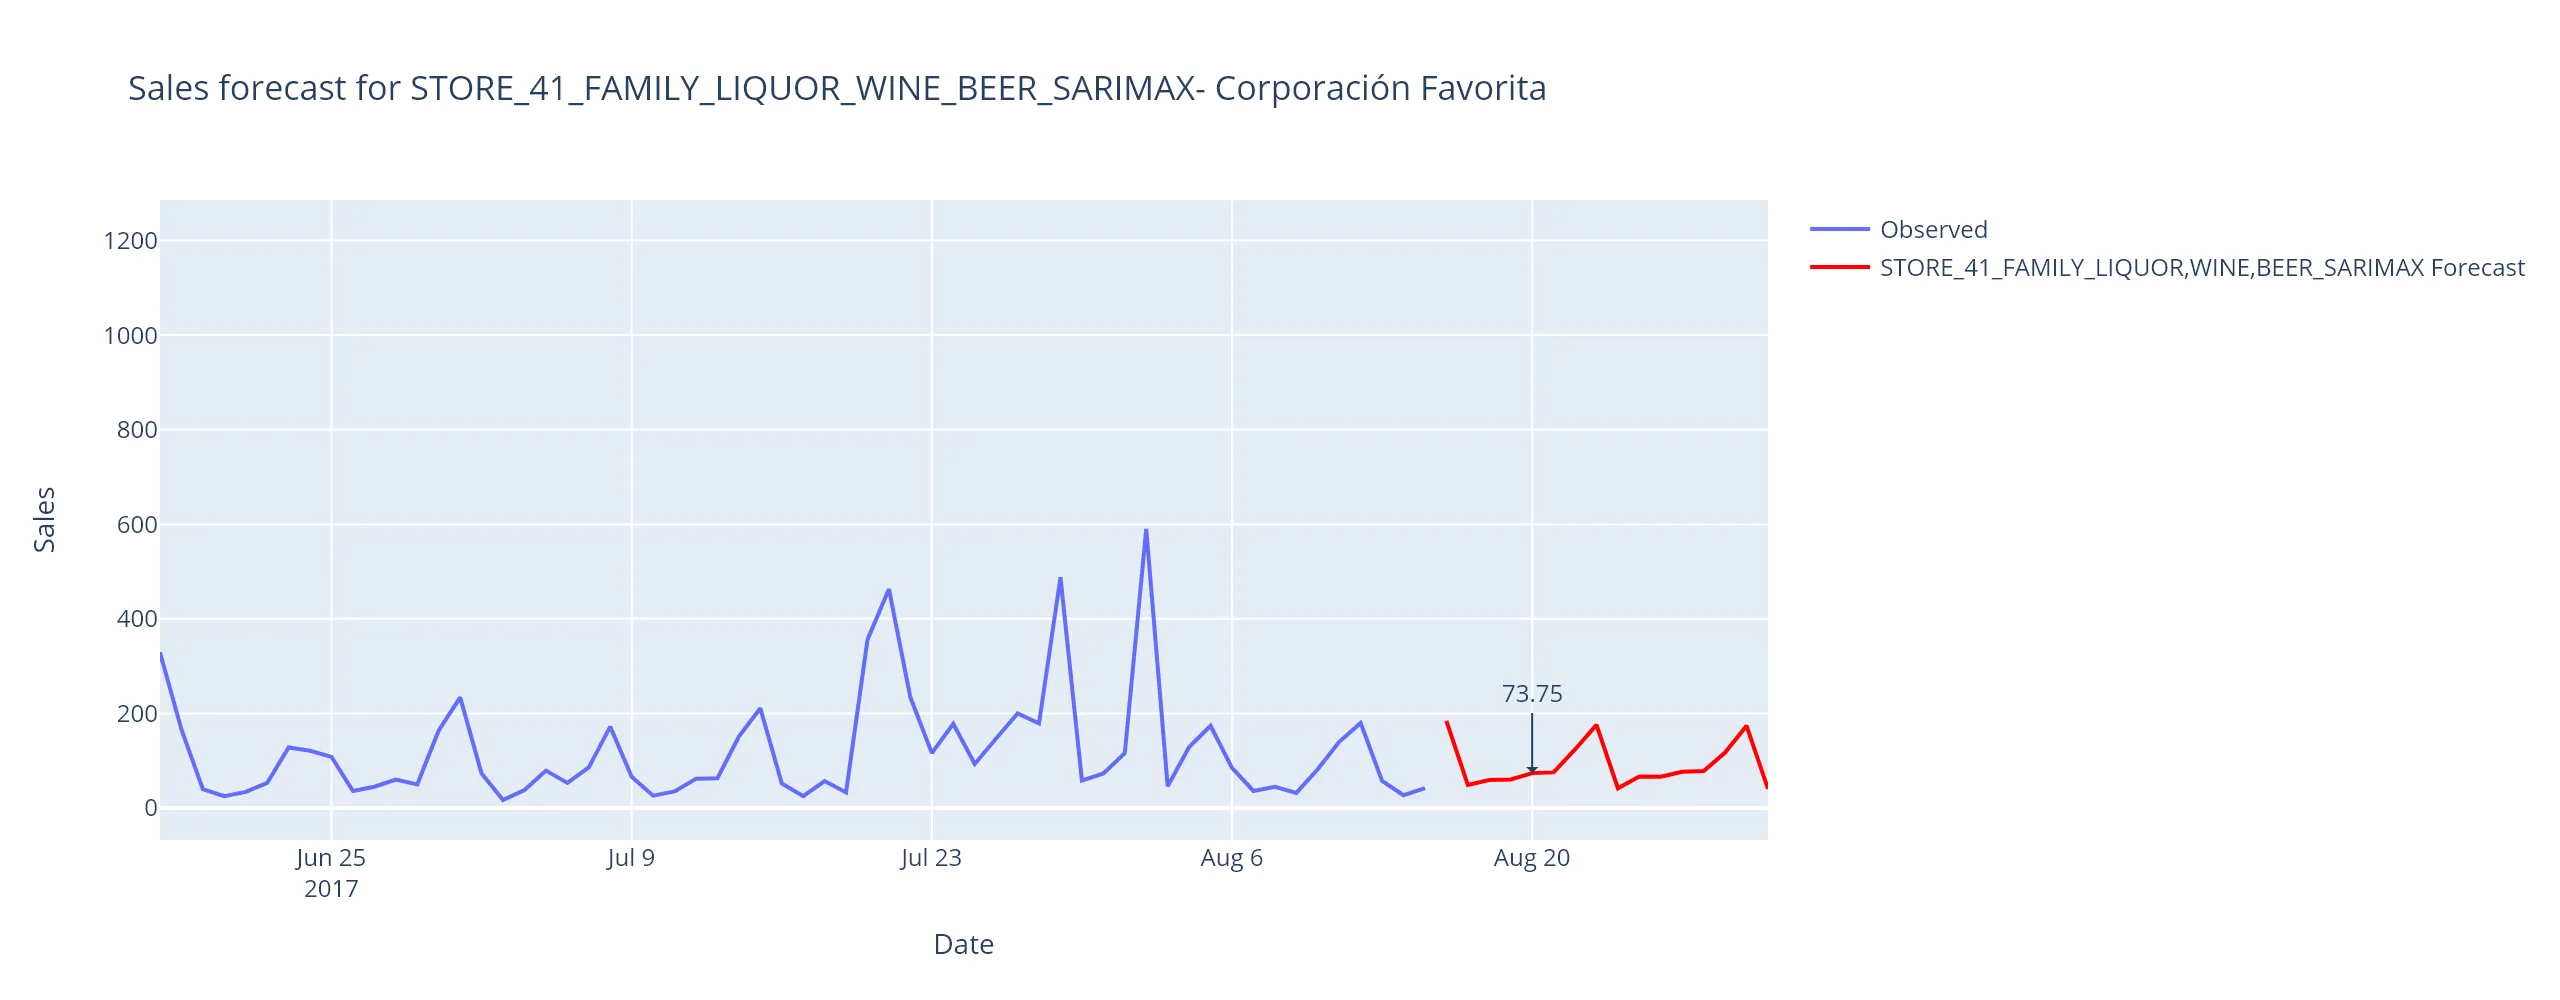 Sales forecast for STORE_41_FAMILY_LIQUOR_WINE_BEER_SARIMAX- Corporación Favorita
Observed
STORE_41_FAMILY_LIQUOR,WINE,BEER_SARIMAX Forecast
1200
1000
800
600
400
200
0
Sales
73.75
Jun 25
2017
Jul 9
Jul 23
Aug 6
Aug 20
Date